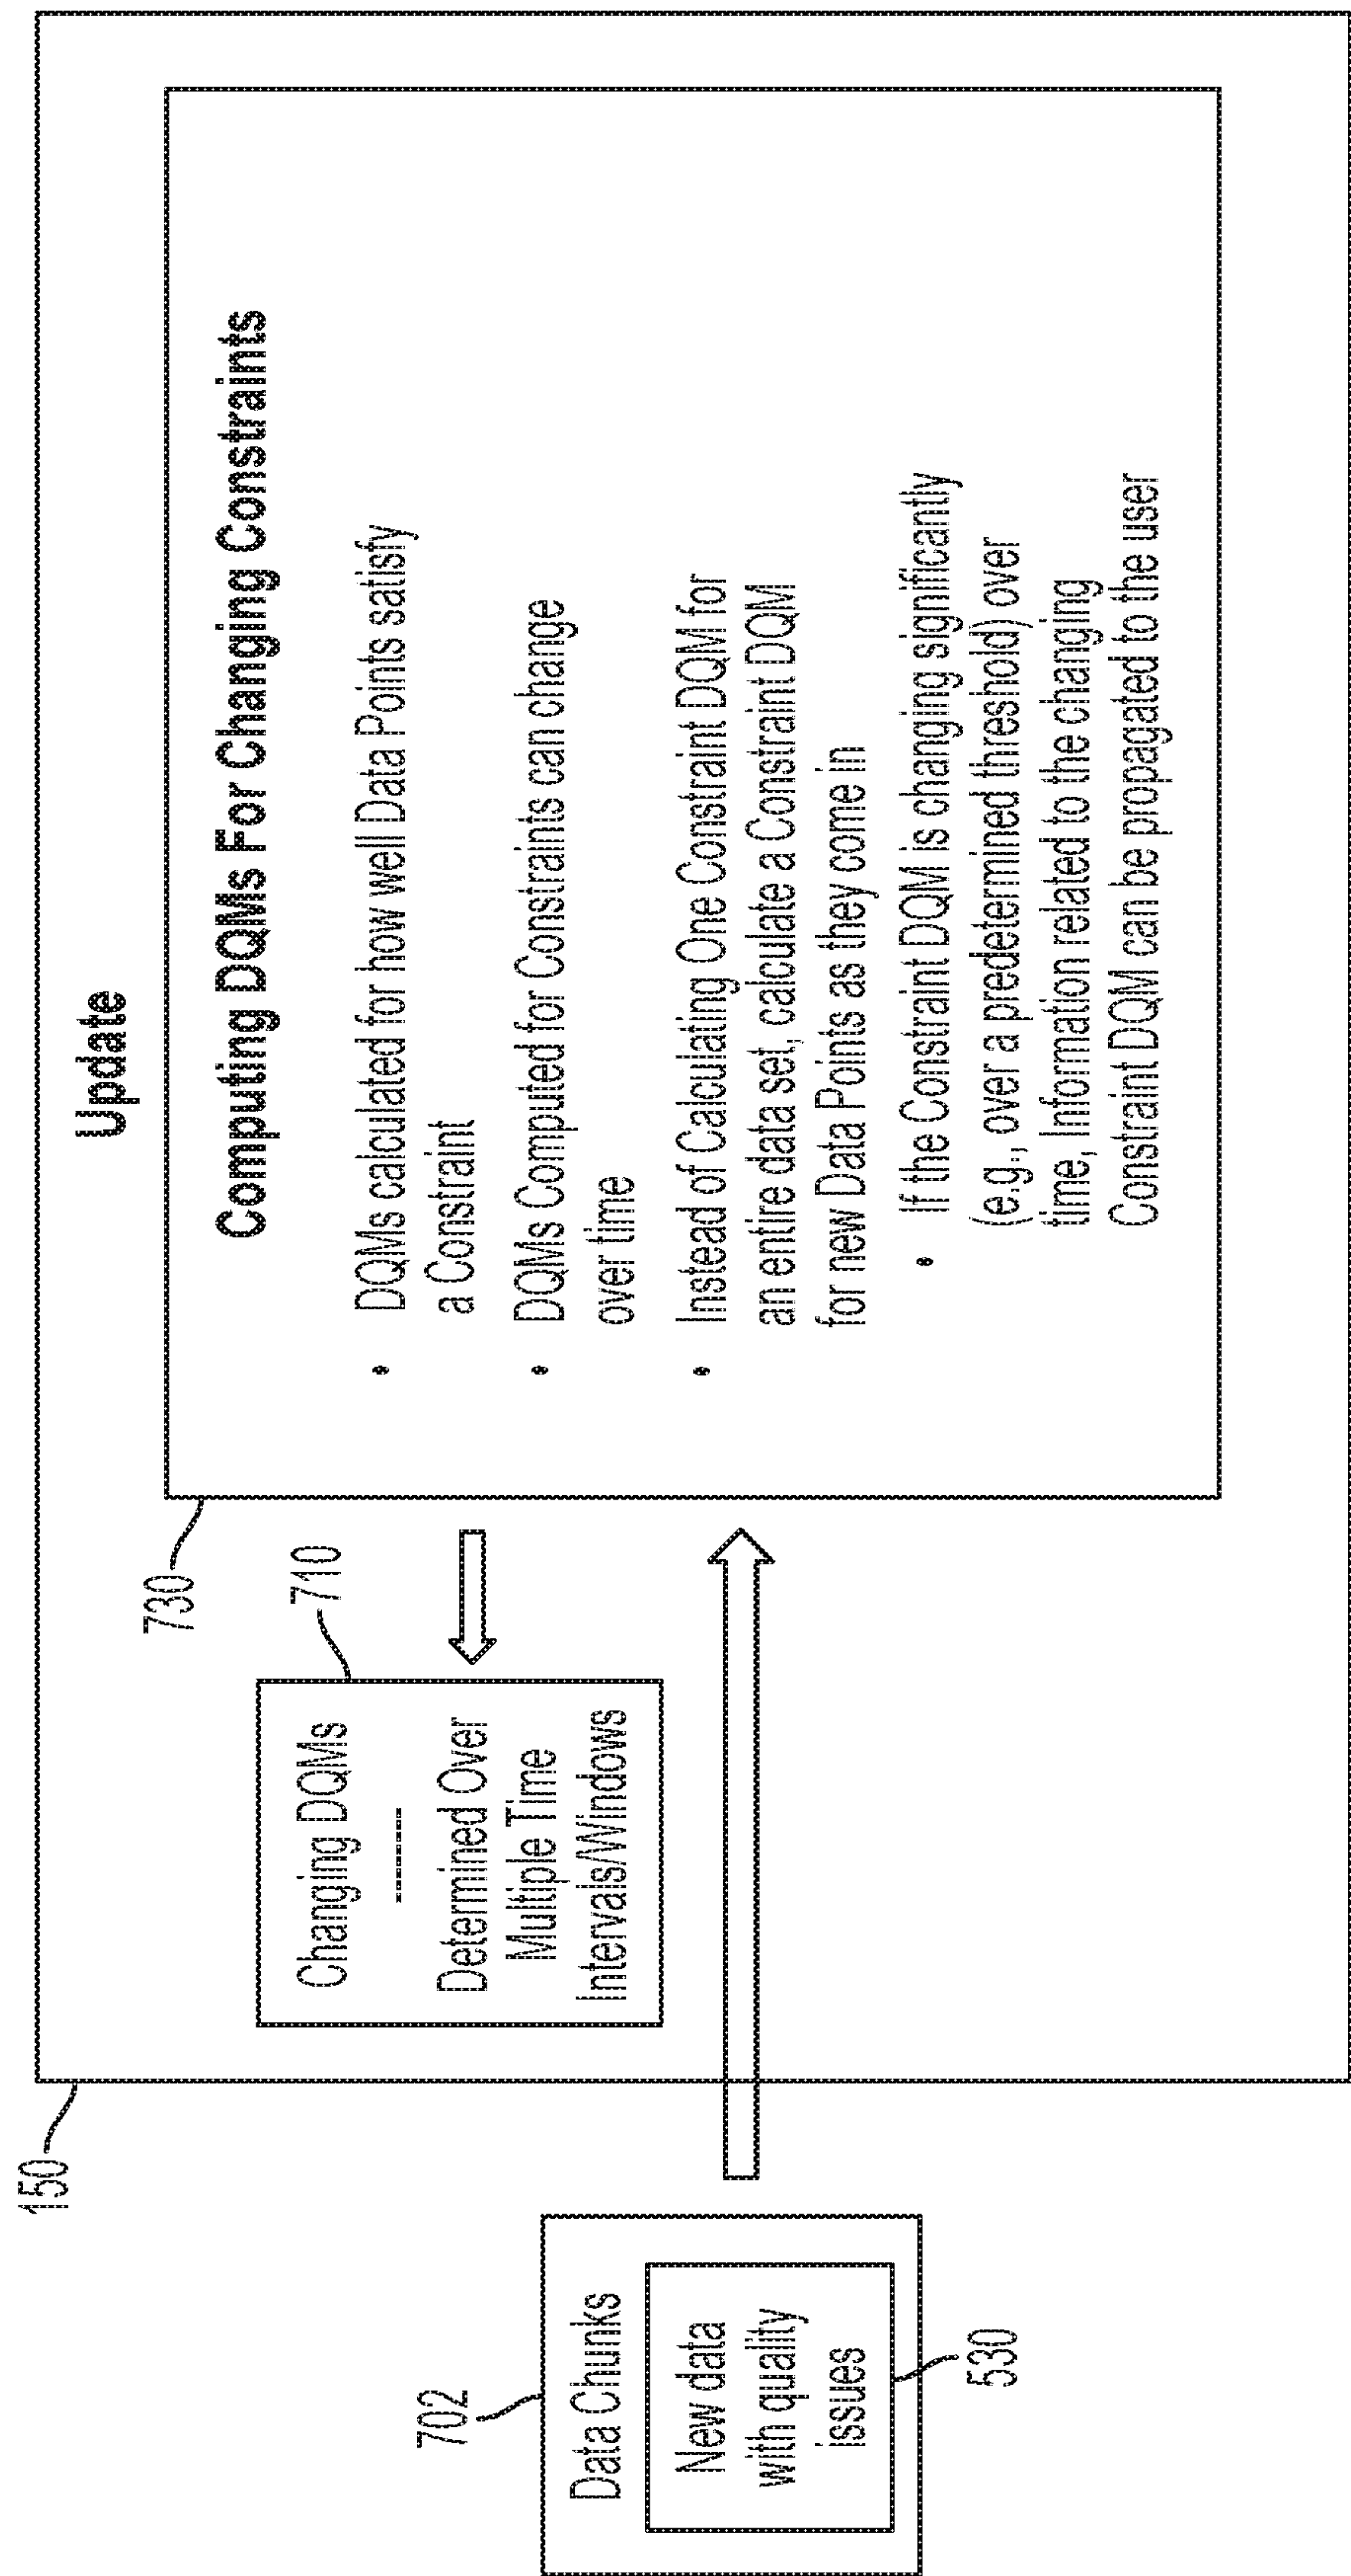 150
Update
730
Computing DQMs For Changing Constraints
• DQMs calculated for how well Data Points satisfy
a Constraint
• DQMs Computed for Constraints can change
over time
• Instead of Calculating One Constraint DQM for
an entire data set, calculate a Constraint DQM
for new Data Points as they come in
• If the Constraint DQM is changing significantly
(e.g., over a predetermined threshold) over
time, Information related to the changing
Constraint DQM can be propagated to the user
710
Changing DQMs
Determined Over
Multiple Time
Intervals/Windows
702
Data Chunks
New data
with quality
issues
530